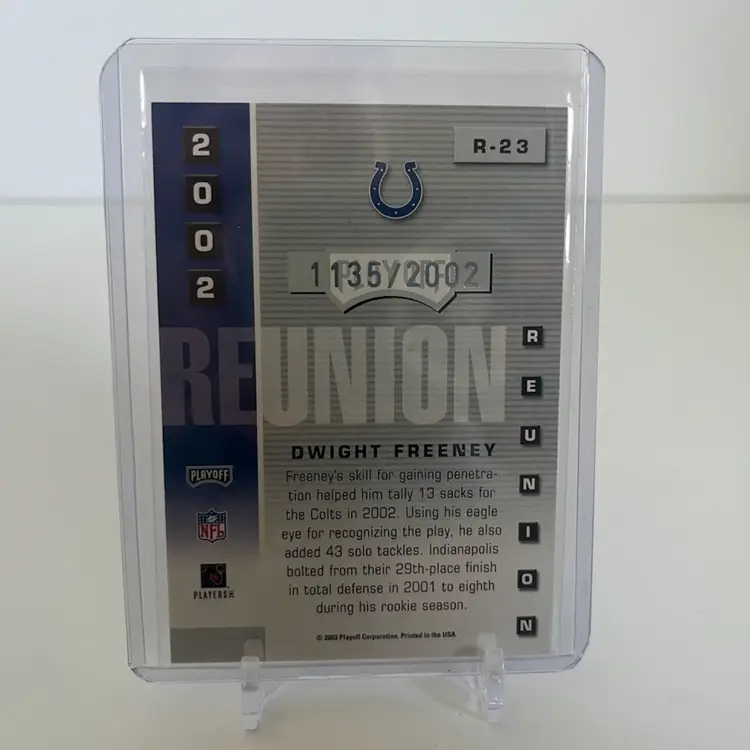 2
0
0
2
R-23
PLAYOFF
1135/2002
REUNION
R
E
U
N
I
O
N
DWIGHT FREENEY
Freeney's skill for gaining penetra-
tion helped him tally 13 sacks for
the Colts in 2002. Using his eagle
eye for recognizing the play, he also
added 43 solo tackles. Indianapolis
bolted from their 29th-place finish
in total defense in 2001 to eighth
during his rookie season.
PLAYOFF
NFL
PLAYERS INC
© 2003 Playoff Corporation. Printed in the USA.